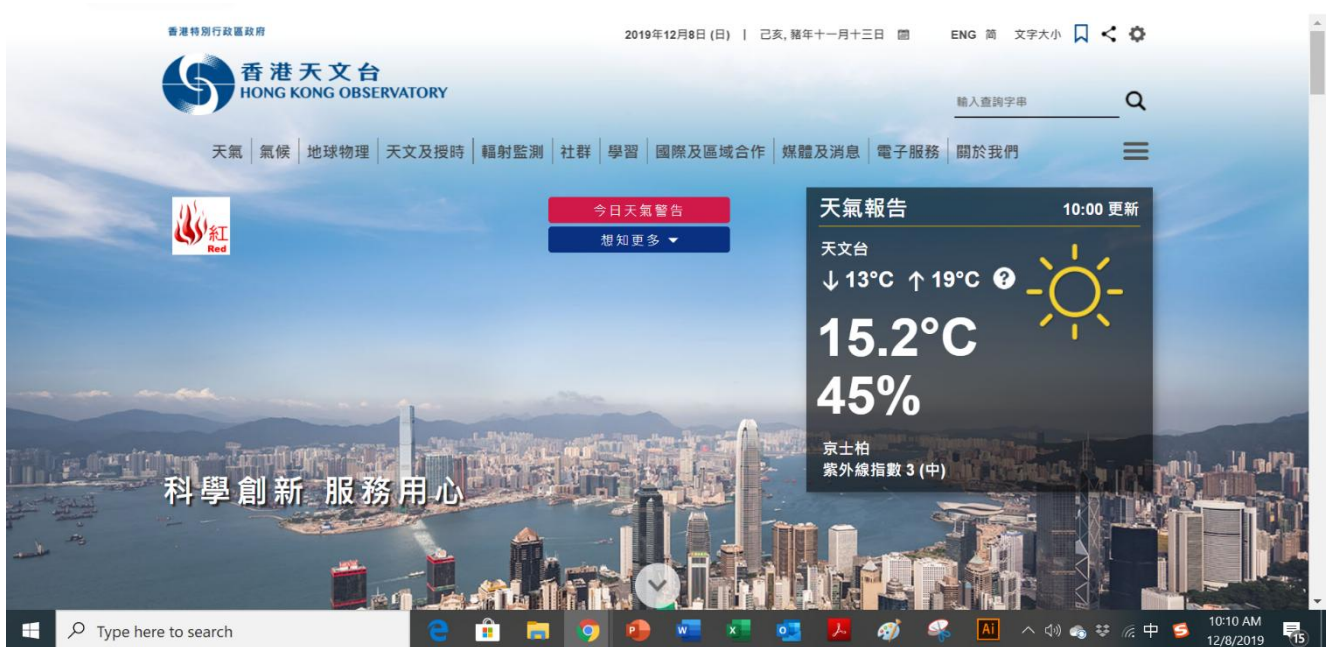 香港特別行政區政府
2019年12月8日 (日) | 己亥, 豬年十一月十三日 ENG 简 文字大小
香港天文台
HONG KONG OBSERVATORY
輸入查詢字串
天氣 氣候 地球物理 天文及授時 輻射監測 社群 學習 國際及區域合作 媒體及消息 電子服務 關於我們
紅
Red
今日天氣警告
想知更多
天氣報告 10:00 更新
天文台
↓ 13°C ↑ 19°C ?
15.2°C
45%
京士柏
紫外線指數 3 (中)
科學創新 服務用心
Type here to search
Ai
中
10:10 AM
12/8/2019
15